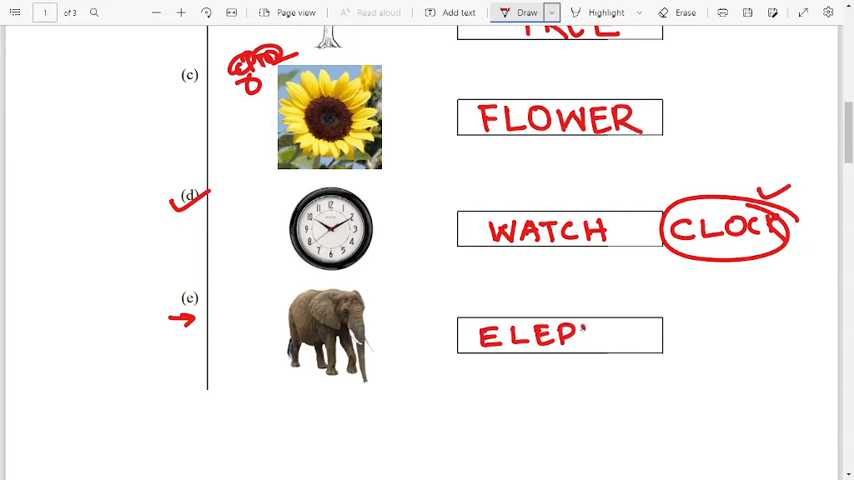 Page view
Read aloud
Add text
Draw
Highlight
Erase
1 of 3
(c)
FLOWER
(d)
WATCH
CLOCK
(e)
ELEP